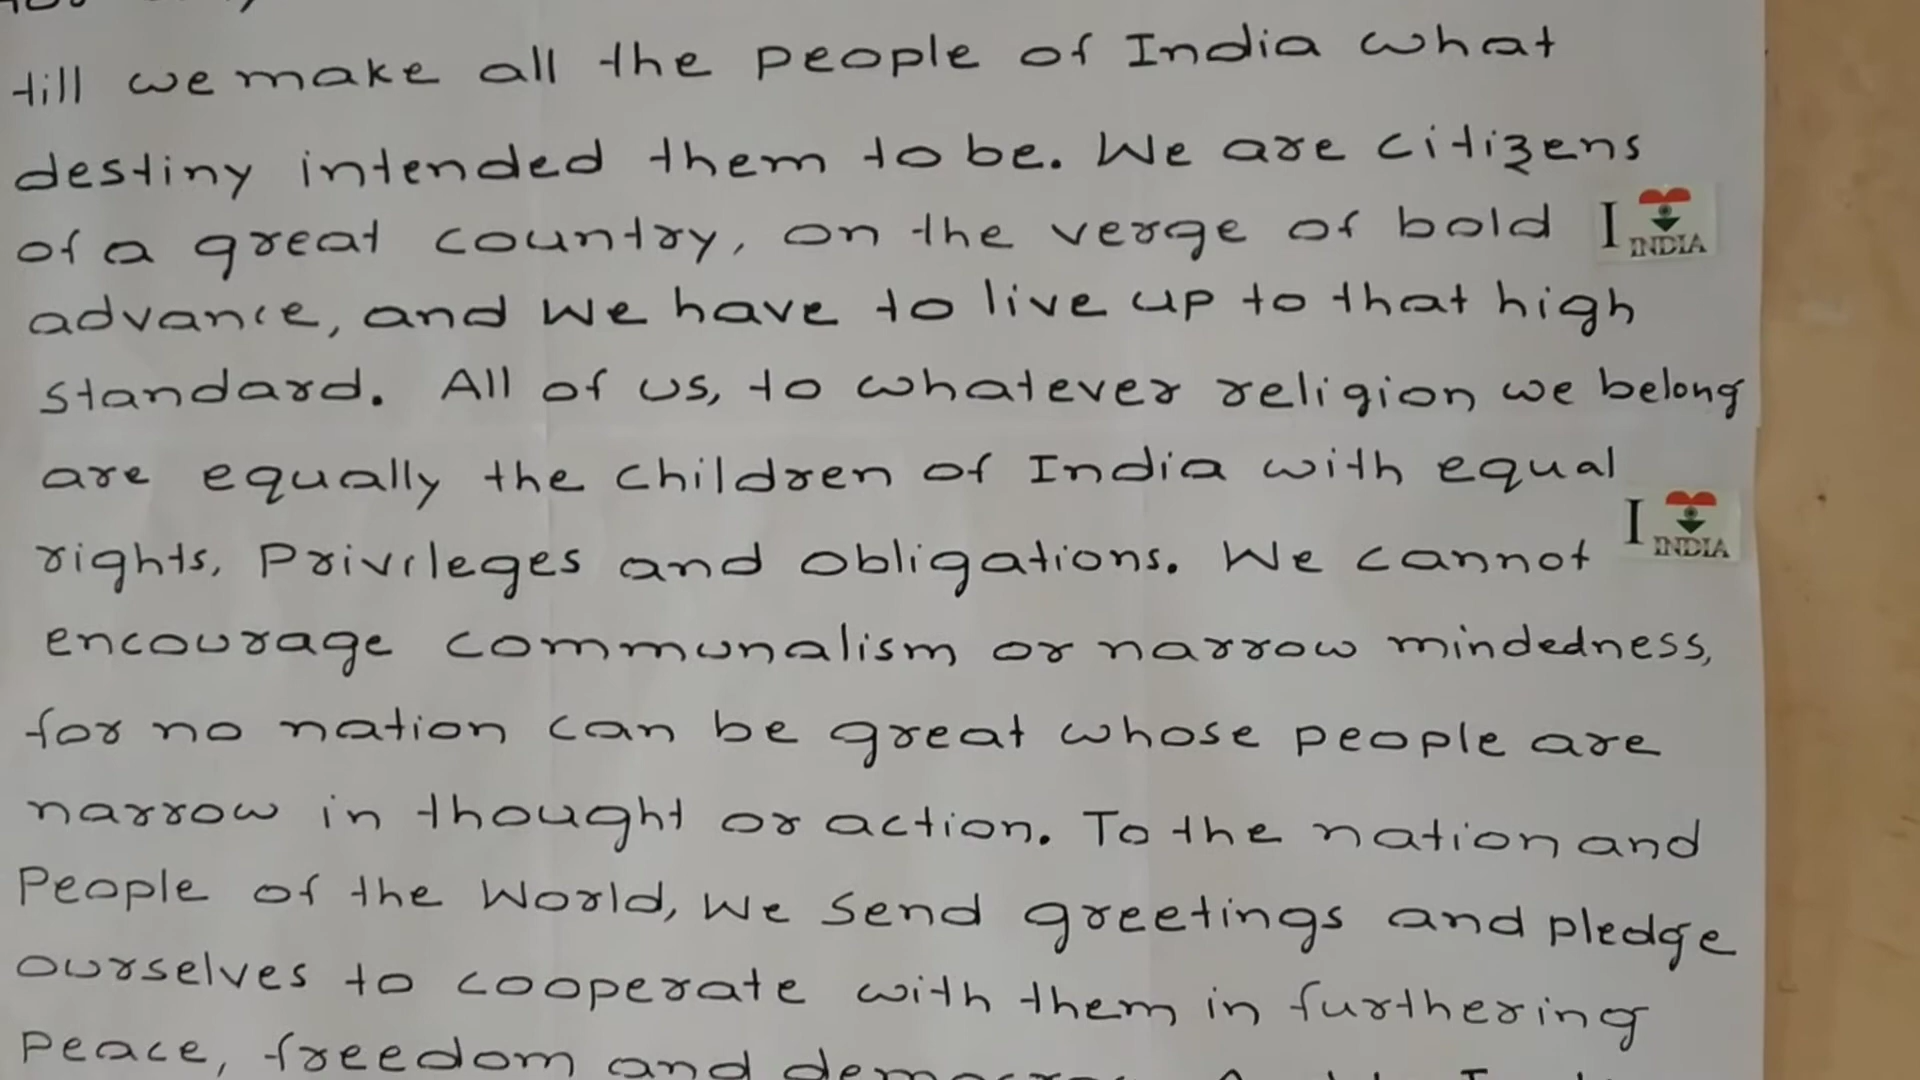 till we make all the people of India what
destiny intended them to be. We are citizens
of a great country, on the verge of bold
I INDIA
advance, and we have to live up to that high
standard. All of us, to whatever religion we belong
are equally the children of India with equal
I INDIA
rights, Privileges and obligations. We cannot
encourage communalism or narrow mindedness,
for no nation can be great whose people are
narrow in thought or action. To the nation and
People of the World, We send greetings and pledge
ourselves to cooperate with them in furthering
Peace, freedom and